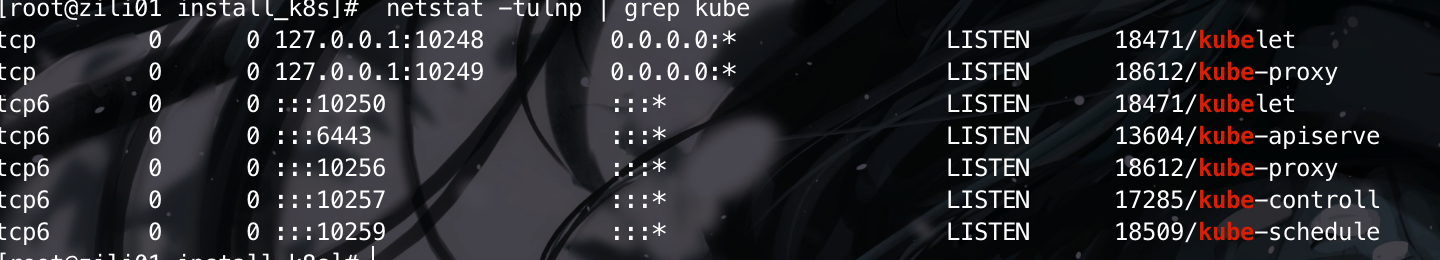 [root@zili01 install_k8s]#  netstat -tulnp | grep kube
tcp        0      0 127.0.0.1:10248         0.0.0.0:*               LISTEN      18471/kubelet
tcp        0      0 127.0.0.1:10249         0.0.0.0:*               LISTEN      18612/kube-proxy
tcp6       0      0 :::10250                :::*                    LISTEN      18471/kubelet
tcp6       0      0 :::6443                 :::*                    LISTEN      13604/kube-apiserve
tcp6       0      0 :::10256                :::*                    LISTEN      18612/kube-proxy
tcp6       0      0 :::10257                :::*                    LISTEN      17285/kube-controll
tcp6       0      0 :::10259                :::*                    LISTEN      18509/kube-schedule
[root@zili01 install_k8s]#